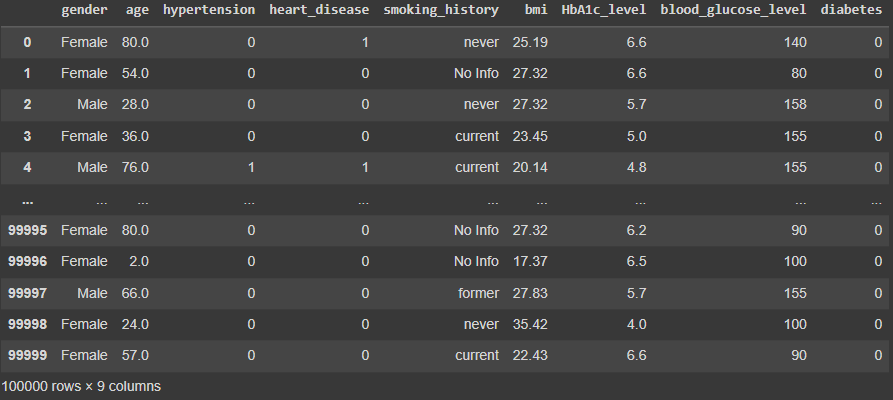 gender age hypertension heart_disease smoking_history bmi HbA1c_level blood_glucose_level diabetes
0 Female 80.0 0 1 never 25.19 6.6 140 0
1 Female 54.0 0 0 No Info 27.32 6.6 80 0
2 Male 28.0 0 0 never 27.32 5.7 158 0
3 Female 36.0 0 0 current 23.45 5.0 155 0
4 Male 76.0 1 1 current 20.14 4.8 155 0
... ... ... ... ... ... ... ... ... ...
99995 Female 80.0 0 0 No Info 27.32 6.2 90 0
99996 Female 2.0 0 0 No Info 17.37 6.5 100 0
99997 Male 66.0 0 0 former 27.83 5.7 155 0
99998 Female 24.0 0 0 never 35.42 4.0 100 0
99999 Female 57.0 0 0 current 22.43 6.6 90 0
100000 rows × 9 columns